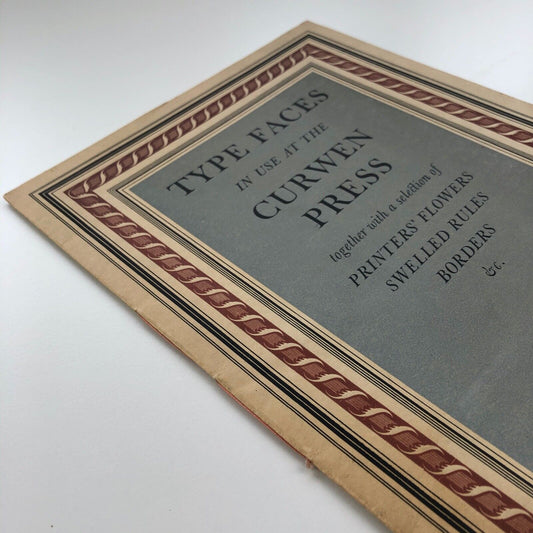 TYPE FACES
IN USE AT THE
CURWEN
PRESS
together with a selection of
PRINTERS' FLOWERS
SWELLED RULES
BORDERS
&c.